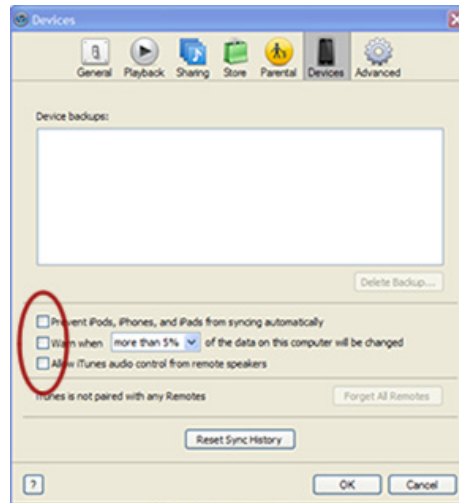 Devices
General Playback Sharing Store Parental Devices Advanced
Device backups:
Delete Backup...
Prevent iPods, iPhones, and iPads from syncing automatically
Warn when more than 5% of the data on this computer will be changed
Allow iTunes audio control from remote speakers
iTunes is not paired with any Remotes Forget All Remotes
Reset Sync History
? OK Cancel